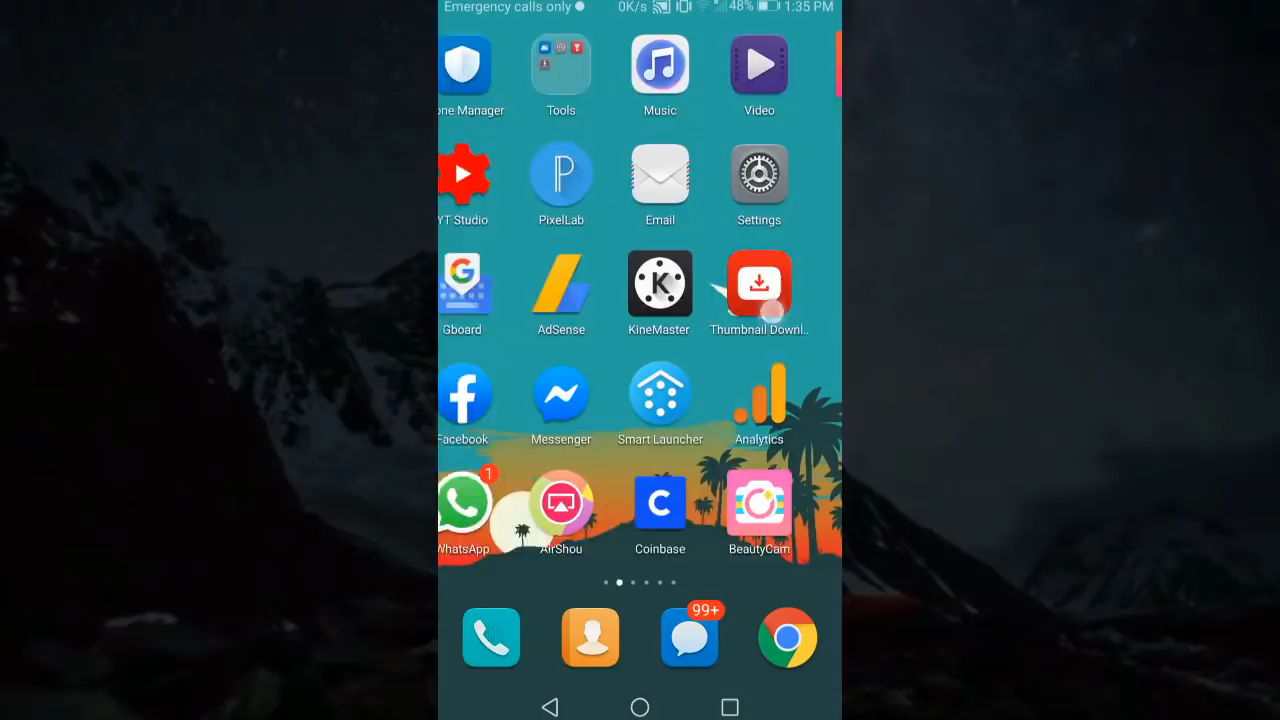 Emergency calls only 0K/s 48% 1:35 PM
one Manager Tools Music Video
YT Studio PixelLab Email Settings
Gboard AdSense KineMaster Thumbnail Downl..
Facebook Messenger Smart Launcher Analytics
1
WhatsApp AirShou Coinbase BeautyCam
99+